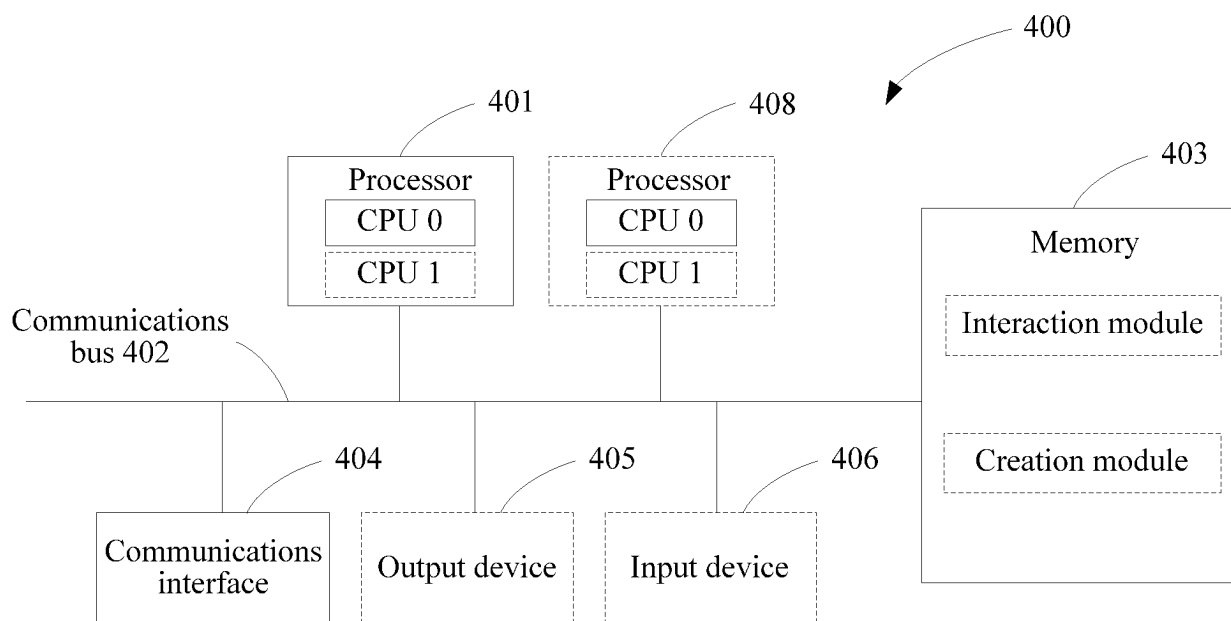 400
401
408
403
Processor
CPU 0
CPU 1
Processor
CPU 0
CPU 1
Memory
Interaction module
Creation module
Communications
bus 402
404
405
406
Communications
interface
Output device
Input device